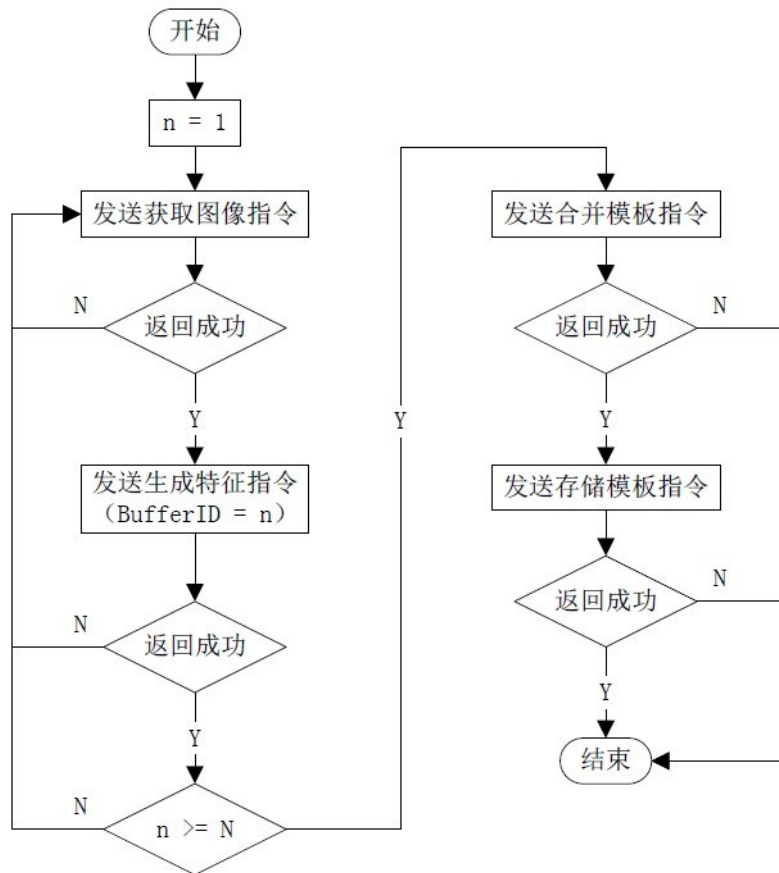 开始
n = 1
发送获取图像指令
N
返回成功
Y
发送生成特征指令
（BufferID = n）
N
返回成功
Y
N
n >= N
Y
发送合并模板指令
N
返回成功
Y
发送存储模板指令
N
返回成功
Y
结束